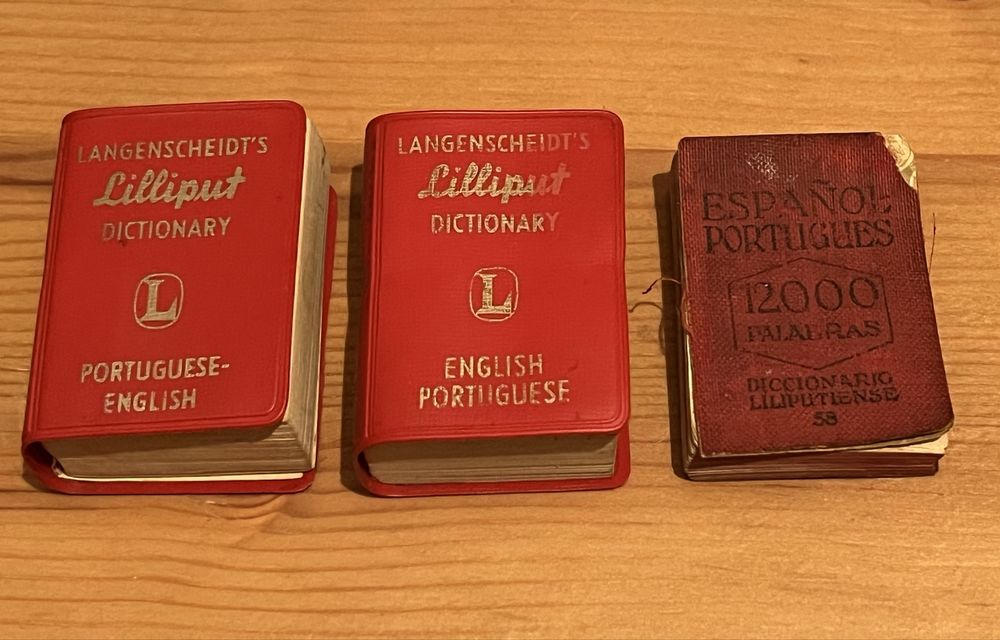 LANGENSCHEIDT'S
Lilliput
DICTIONARY
L
PORTUGUESE-
ENGLISH
LANGENSCHEIDT'S
Lilliput
DICTIONARY
L
ENGLISH
PORTUGUESE
ESPAÑOL-
PORTUGUES
12000
PALABRAS
DICCIONARIO
LILIPUTIENSE
58